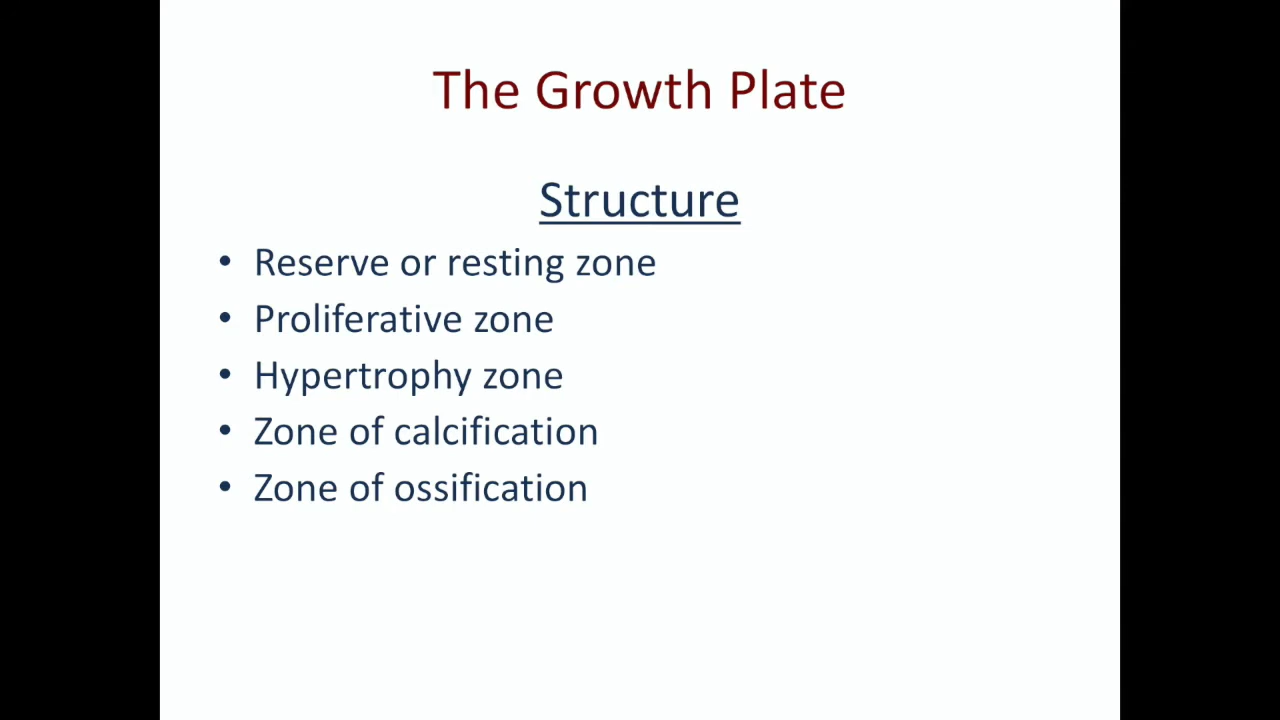 The Growth Plate
Structure
• Reserve or resting zone
• Proliferative zone
• Hypertrophy zone
• Zone of calcification
• Zone of ossification